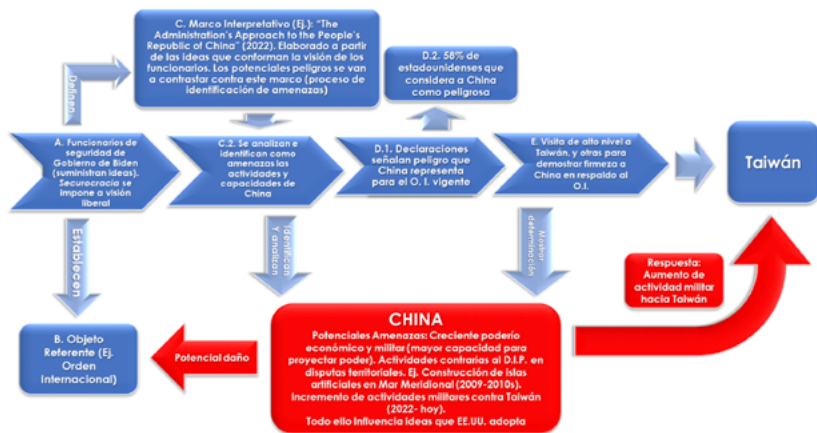 C. Marco Interpretativo (Ej.): "The
Administration's Approach to the People's
Republic of China" (2022). Elaborado a partir
de las ideas que conforman la visión de los
funcionarios. Los potenciales peligros se van
a contrastar contra este marco (proceso de
identificación de amenazas)
D.2. 58% de
estadounidenses que
considera a China
como peligrosa
Definen
A. Funcionarios de
seguridad de
Gobierno de Biden
(suministran ideas).
Securocracia se
impone a visión liberal
C.2. Se analizan e
identifican como
amenazas las
actividades y
capacidades de
China
D.1. Declaraciones
señalan peligro que
China representa
para el O. I. vigente
E. Visita de alto nivel a
Taiwán, y otras para
demostrar firmeza a
China en respaldo al
O.I.
Taiwán
Establecen
Identifican
Y analizan
Mostrar
determinación
Respuesta:
Aumento de
actividad militar
hacia Taiwán
B. Objeto
Referente (Ej.
Orden
Internacional)
Potencial daño
CHINA
Potenciales Amenazas: Creciente poderío
económico y militar (mayor capacidad para
proyectar poder). Actividades contrarias al D.I.P. en
disputas territoriales. Ej. Construcción de islas
artificiales en Mar Meridional (2009-2010s).
Incremento de actividades militares contra Taiwán
(2022- hoy).
Todo ello Influencia ideas que EE.UU. adopta